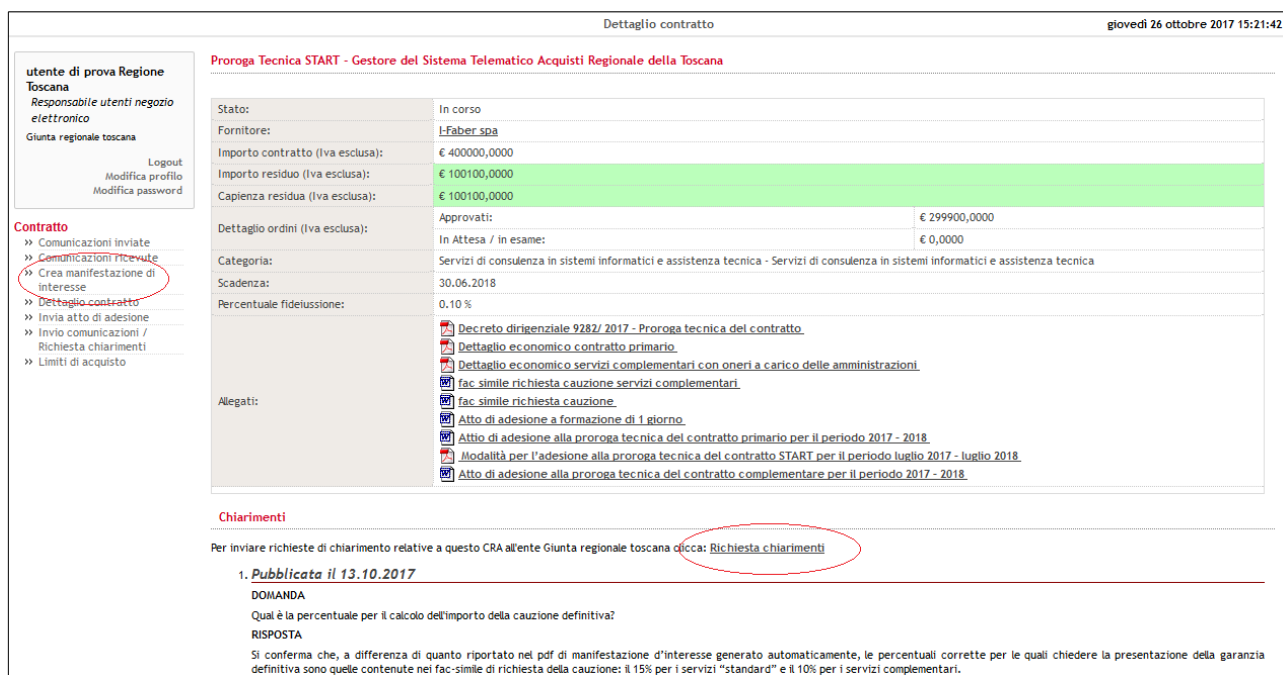 Dettaglio contratto
giovedì 26 ottobre 2017 15:21:42
utente di prova Regione
Toscana
Responsabile utenti negozio
elettronico
Giunta regionale toscana
Logout
Modifica profilo
Modifica password
Contratto
» Comunicazioni inviate
» Comunicazioni ricevute
» Crea manifestazione di
interesse
» Dettaglio contratto
» Invia atto di adesione
» Invio comunicazioni /
Richiesta chiarimenti
» Limiti di acquisto
Proroga Tecnica START - Gestore del Sistema Telematico Acquisti Regionale della Toscana
Stato: In corso
Fornitore: I-Faber spa
Importo contratto (Iva esclusa): € 400000,0000
Importo residuo (Iva esclusa): € 100100,0000
Capienza residua (Iva esclusa): € 100100,0000
Dettaglio ordini (Iva esclusa):
Approvati: € 299900,0000
In Attesa / in esame: € 0,0000
Categoria: Servizi di consulenza in sistemi informatici e assistenza tecnica - Servizi di consulenza in sistemi informatici e assistenza tecnica
Scadenza: 30.06.2018
Percentuale fideiussione: 0.10 %
Allegati:
Decreto dirigenziale 9282/ 2017 - Proroga tecnica del contratto
Dettaglio economico contratto primario
Dettaglio economico servizi complementari con oneri a carico delle amministrazioni
fac simile richiesta cauzione servizi complementari
fac simile richiesta cauzione
Atto di adesione a formazione di 1 giorno
Attio di adesione alla proroga tecnica del contratto primario per il periodo 2017 - 2018
Modalità per l'adesione alla proroga tecnica del contratto START per il periodo luglio 2017 - luglio 2018
Atto di adesione alla proroga tecnica del contratto complementare per il periodo 2017 - 2018
Chiarimenti
Per inviare richieste di chiarimento relative a questo CRA all'ente Giunta regionale toscana clicca: Richiesta chiarimenti
1. Pubblicata il 13.10.2017
DOMANDA
Qual è la percentuale per il calcolo dell'importo della cauzione definitiva?
RISPOSTA
Si conferma che, a differenza di quanto riportato nel pdf di manifestazione d'interesse generato automaticamente, le percentuali corrette per le quali chiedere la presentazione della garanzia
definitiva sono quelle contenute nei fac-simile di richiesta della cauzione: il 15% per i servizi "standard" e il 10% per i servizi complementari.